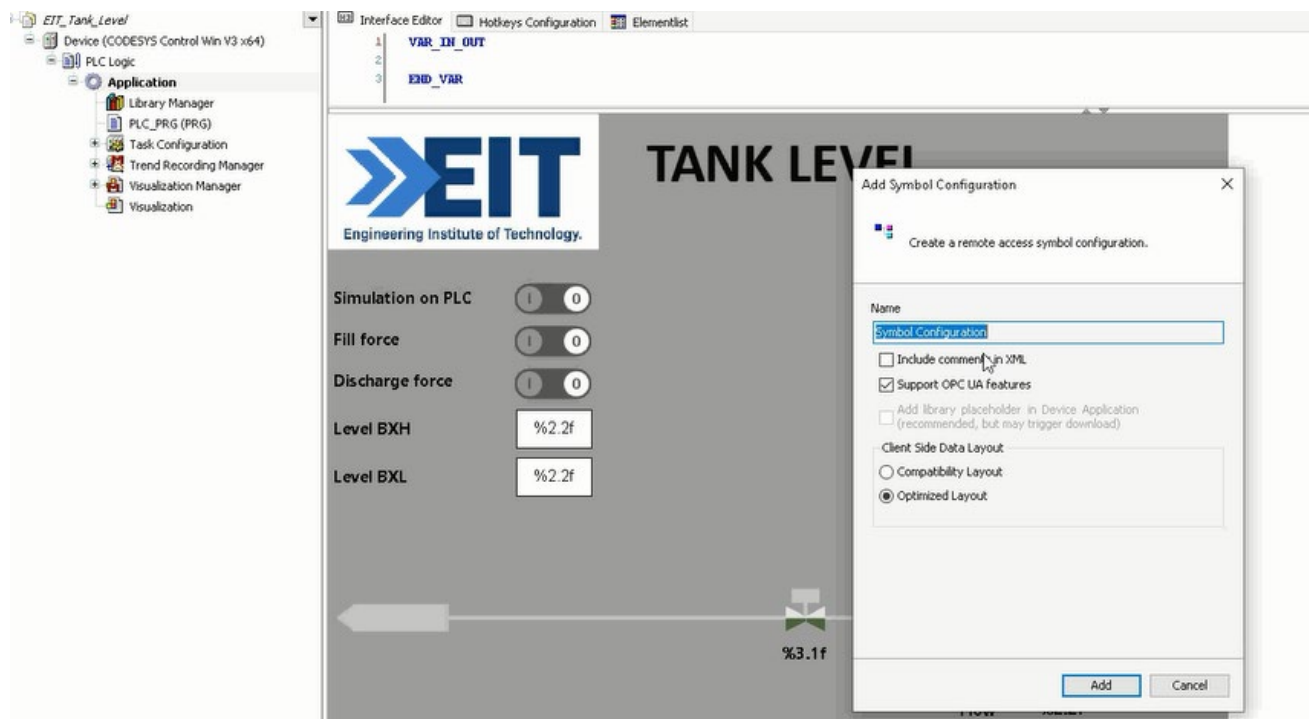 EIT_Tank_Level
Device (CODESYS Control Win V3 x64)
PLC Logic
Application
Library Manager
PLC_PRG (PRG)
Task Configuration
Trend Recording Manager
Visualization Manager
Visualization
Interface Editor Hotkeys Configuration Elementlist
1 VAR_IN_OUT
2
3 END_VAR
EIT
Engineering Institute of Technology.
TANK LEVEL
Simulation on PLC I 0
Fill force I 0
Discharge force I 0
Level BXH %2.2f
Level BXL %2.2f
%3.1f
Add Symbol Configuration
Create a remote access symbol configuration.
Name
Symbol Configuration
Include comment in XML
Support OPC UA features
Add library placeholder in Device Application
(recommended, but may trigger download)
Client Side Data Layout
Compatibility Layout
Optimized Layout
Add Cancel